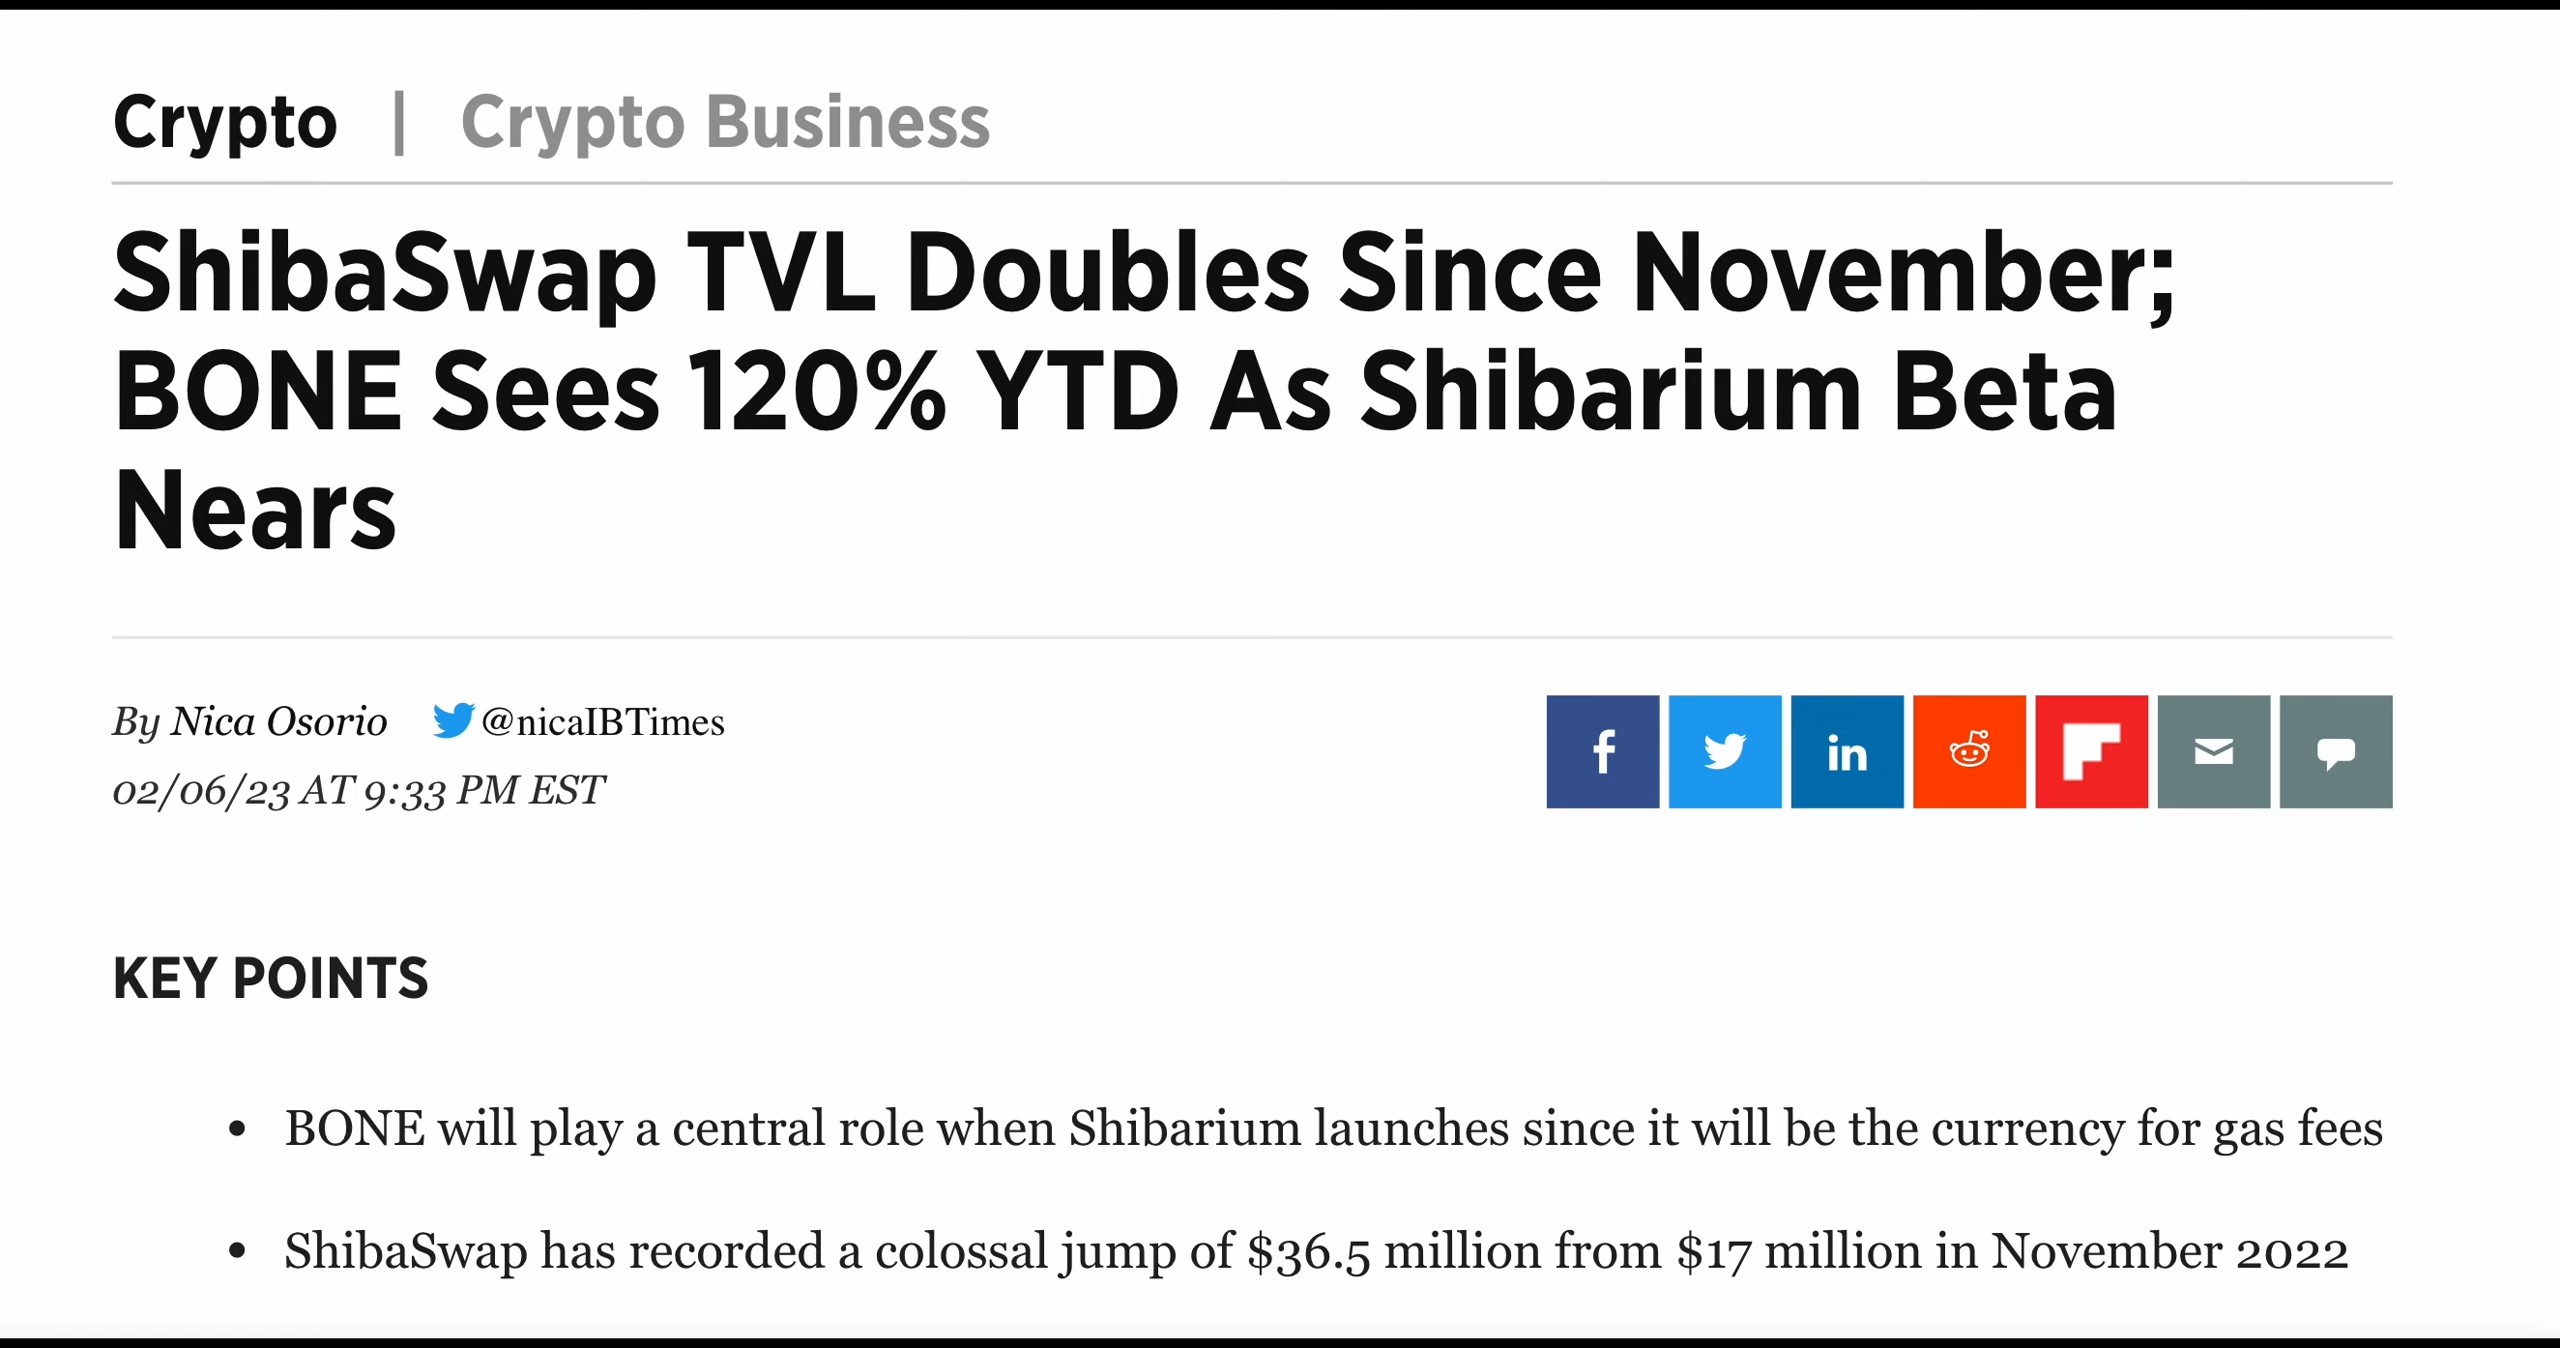 Crypto | Crypto Business
ShibaSwap TVL Doubles Since November;
BONE Sees 120% YTD As Shibarium Beta
Nears
By Nica Osorio @nicaIBTimes
02/06/23 AT 9:33 PM EST
f in
KEY POINTS
• BONE will play a central role when Shibarium launches since it will be the currency for gas fees
• ShibaSwap has recorded a colossal jump of $36.5 million from $17 million in November 2022